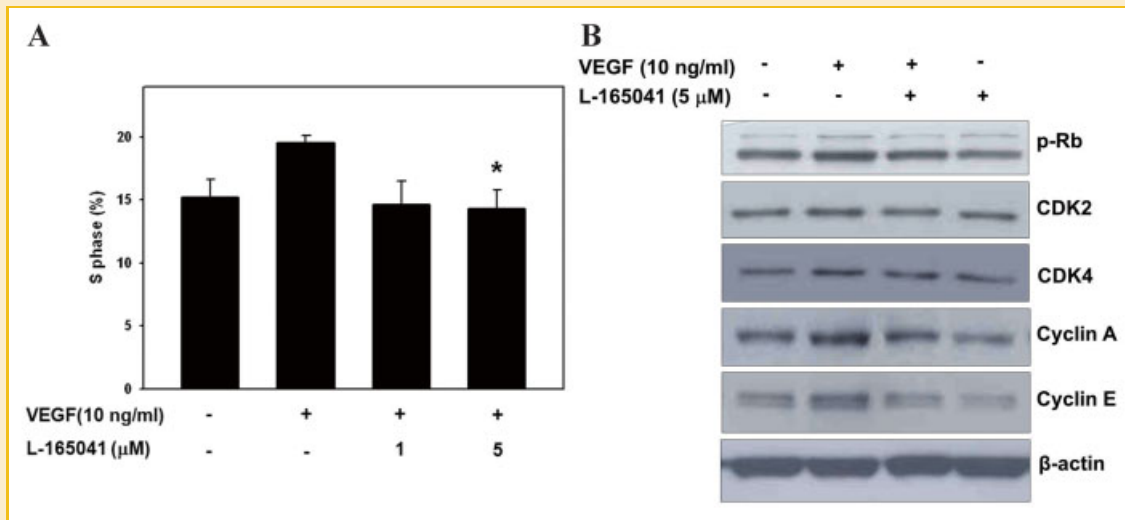 A
20
15
10
5
0
S phase (%)
*
VEGF(10 ng/ml) - + + +
L-165041 (μM) - - 1 5
B
VEGF (10 ng/ml) - + + -
L-165041 (5 μM) - - + +
p-Rb
CDK2
CDK4
Cyclin A
Cyclin E
β-actin